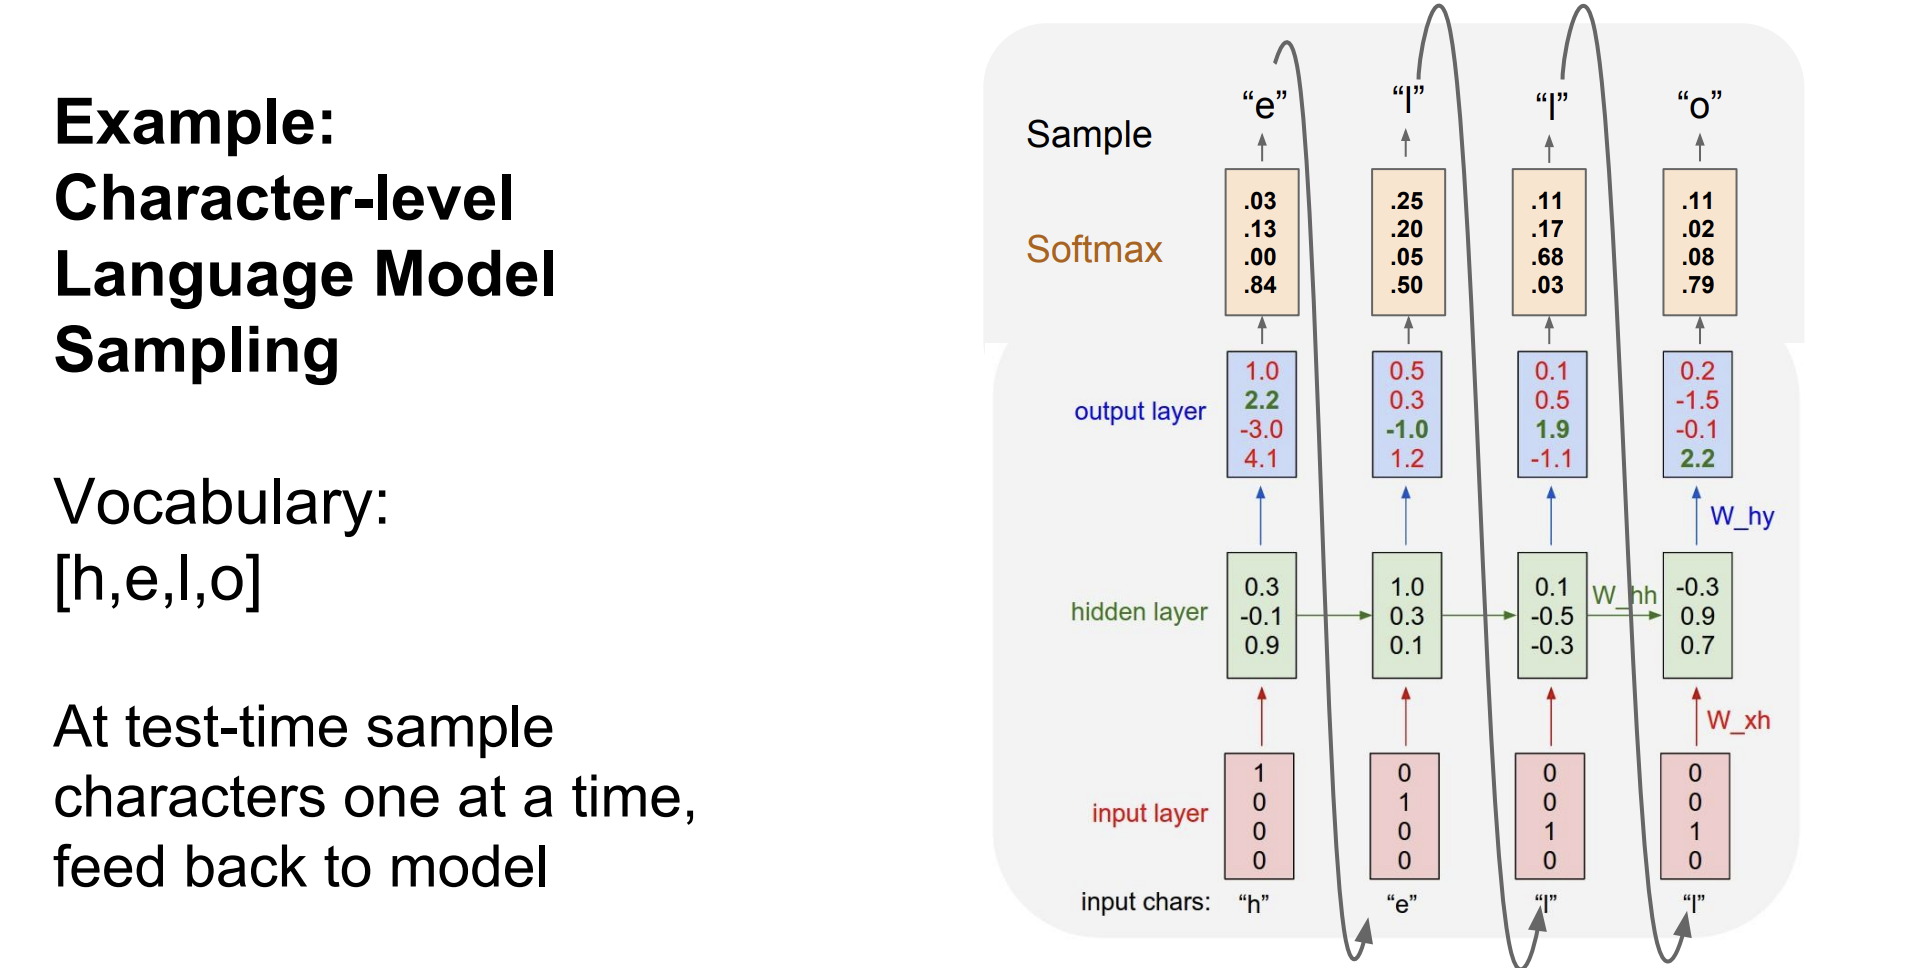 Example:
Character-level
Language Model
Sampling
Vocabulary:
[h,e,l,o]
At test-time sample
characters one at a time,
feed back to model
Sample
“e” “l” “l” “o”
Softmax
.03 .25 .11 .11
.13 .20 .17 .02
.00 .05 .68 .08
.84 .50 .03 .79
output layer
1.0 0.5 0.1 0.2
2.2 0.3 0.5 -1.5
-3.0 -1.0 1.9 -0.1
4.1 1.2 -1.1 2.2
W_hy
hidden layer
0.3 1.0 0.1 -0.3
-0.1 0.3 -0.5 0.9
0.9 0.1 -0.3 0.7
W_hh
W_xh
input layer
1 0 0 0
0 1 0 0
0 0 1 1
0 0 0 0
input chars: “h” “e” “l” “l”